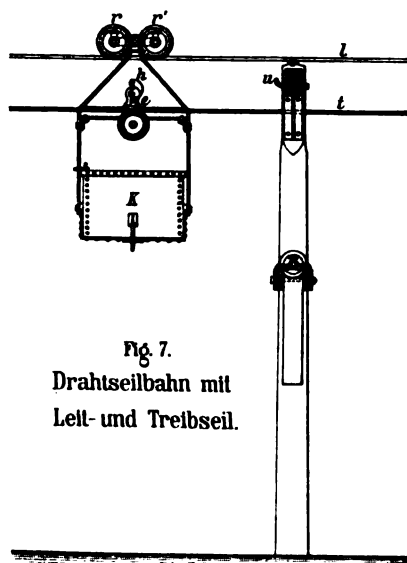 r r'
l
h
u
e
t
K
Fig. 7.
Drahtseilbahn mit
Leit- und Treibseil.